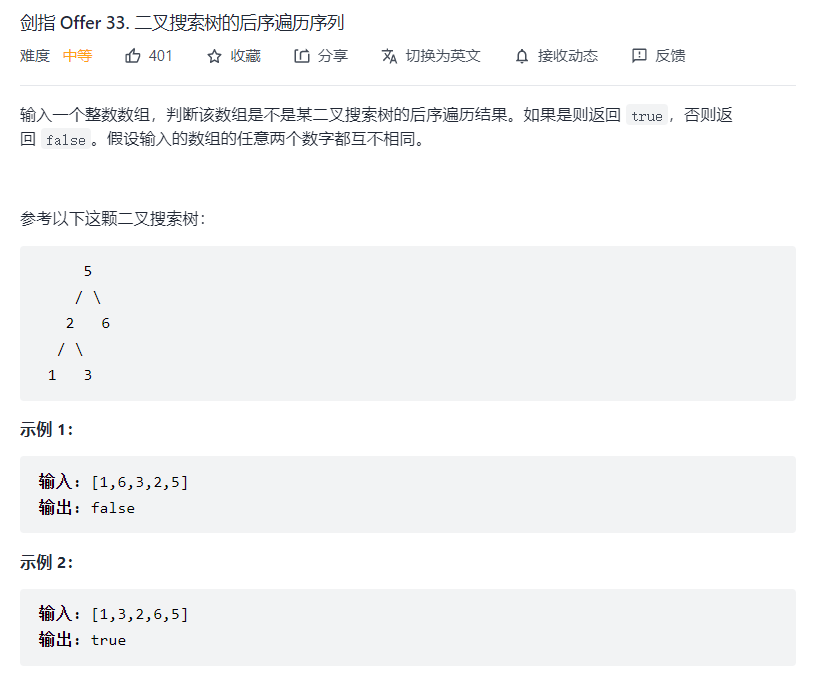 剑指 Offer 33. 二叉搜索树的后序遍历序列
难度 中等 401 收藏 分享 切换为英文 接收动态 反馈
输入一个整数数组，判断该数组是不是某二叉搜索树的后序遍历结果。如果是则返回 true，否则返
回 false。假设输入的数组的任意两个数字都互不相同。
参考以下这颗二叉搜索树：
5
/ \
2 6
/ \
1 3
示例 1：
输入：[1,6,3,2,5]
输出：false
示例 2：
输入：[1,3,2,6,5]
输出：true